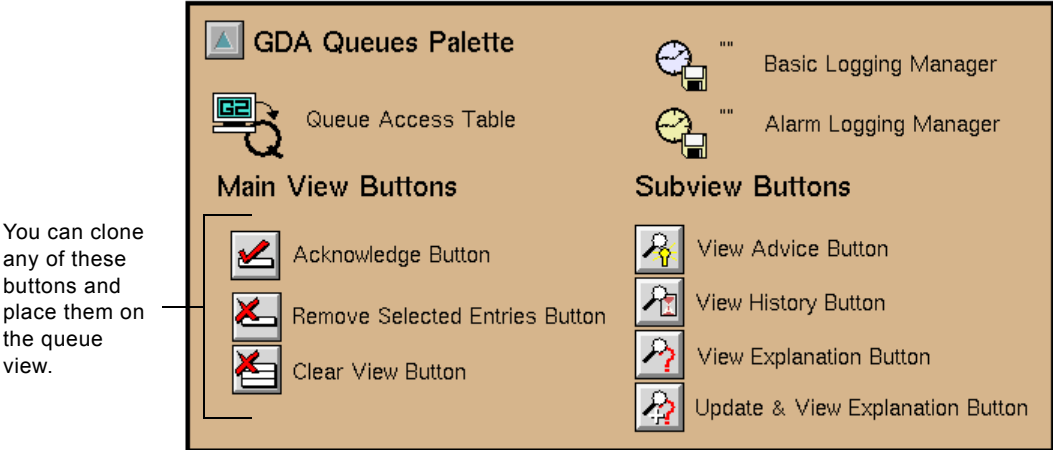 GDA Queues Palette
G2
Queue Access Table
""
Basic Logging Manager
""
Alarm Logging Manager
Main View Buttons
Acknowledge Button
Remove Selected Entries Button
Clear View Button
Subview Buttons
View Advice Button
View History Button
View Explanation Button
Update & View Explanation Button
You can clone
any of these
buttons and
place them on
the queue
view.